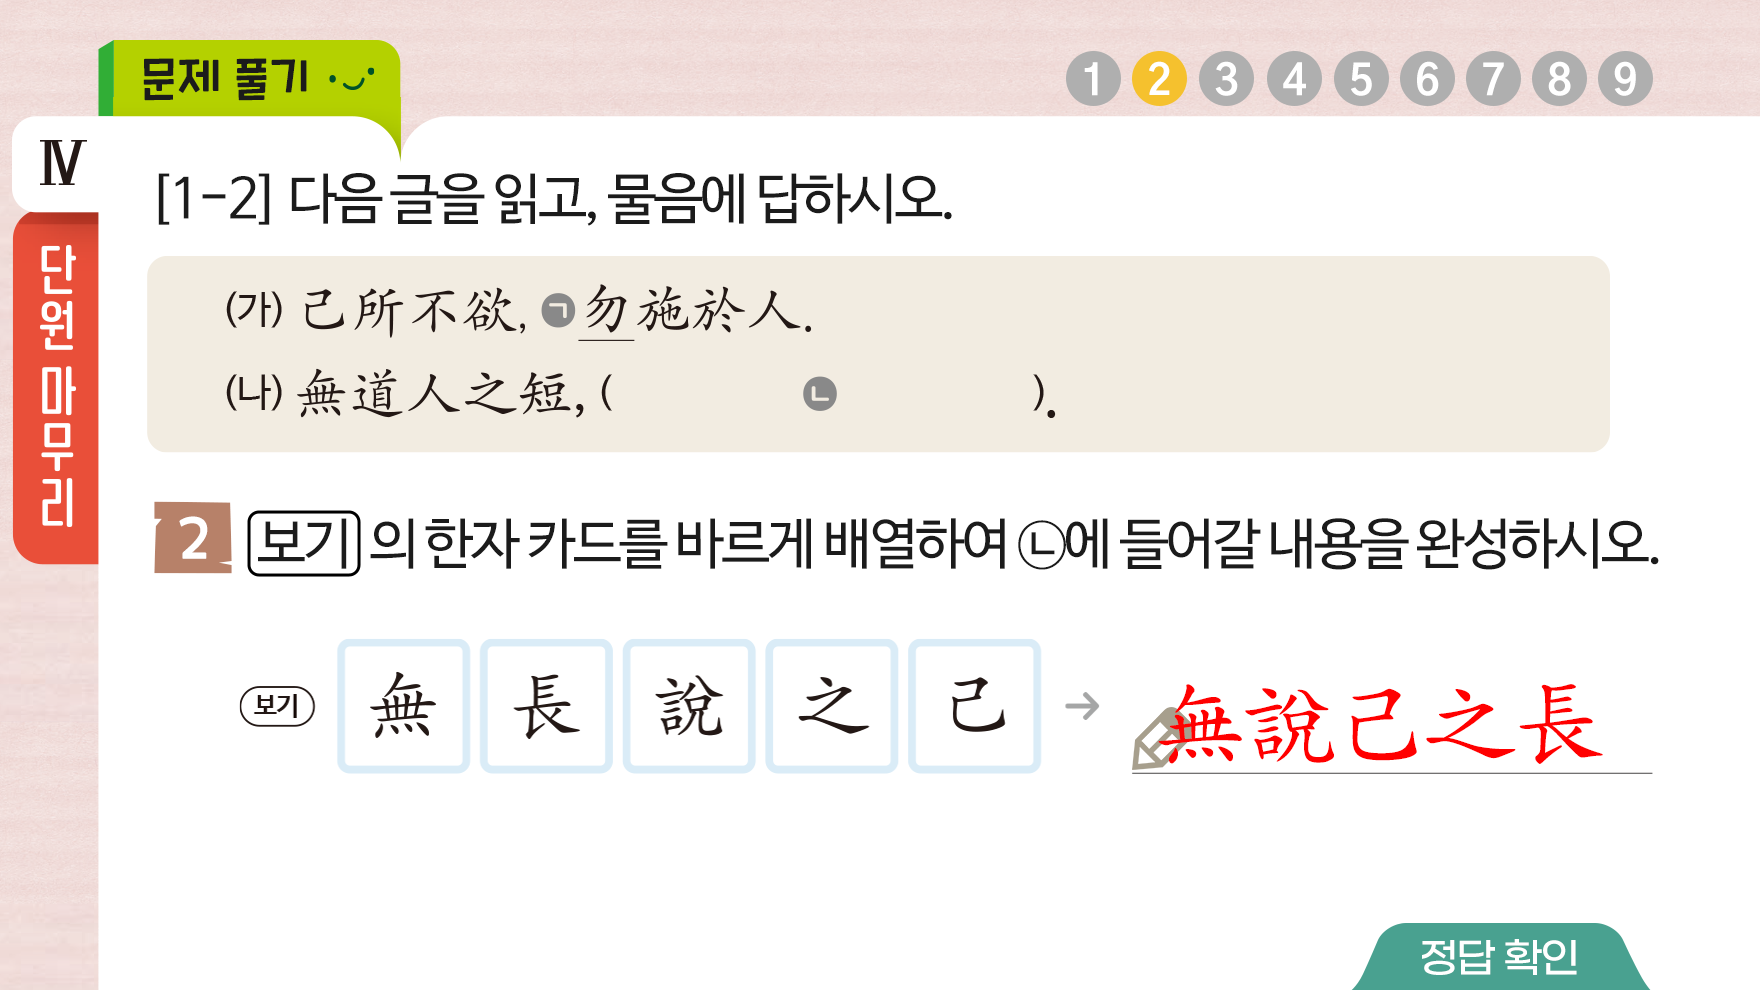 문제 풀기
1 2 3 4 5 6 7 8 9
Ⅳ
단원 마무리
[1-2] 다음 글을 읽고, 물음에 답하시오.
(가) 己所不欲, ㉠勿施於人.
(나) 無道人之短, ( ㉡ ).
2 보기 의 한자 카드를 바르게 배열하여 ㉡에 들어갈 내용을 완성하시오.
보기 無 長 說 之 己 → 無說己之長
정답 확인